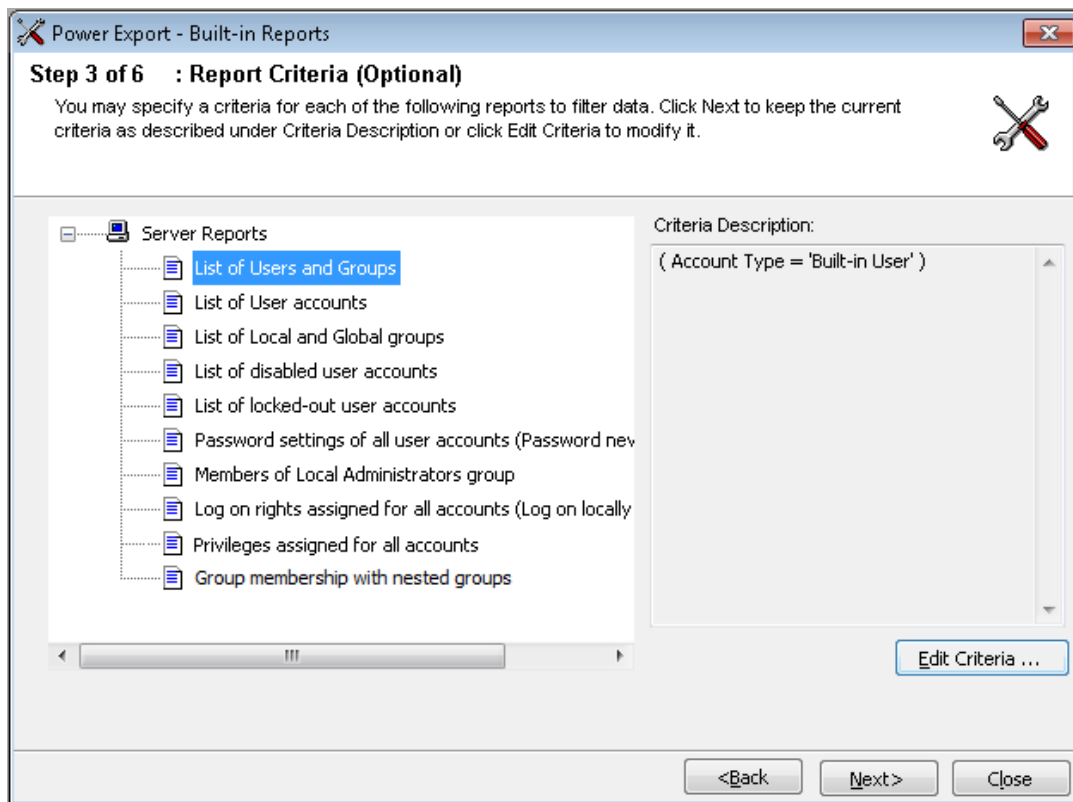 Power Export - Built-in Reports
Step 3 of 6 : Report Criteria (Optional)
You may specify a criteria for each of the following reports to filter data. Click Next to keep the current
criteria as described under Criteria Description or click Edit Criteria to modify it.
Server Reports
List of Users and Groups
List of User accounts
List of Local and Global groups
List of disabled user accounts
List of locked-out user accounts
Password settings of all user accounts (Password nev
Members of Local Administrators group
Log on rights assigned for all accounts (Log on locally
Privileges assigned for all accounts
Group membership with nested groups
Criteria Description:
( Account Type = 'Built-in User' )
Edit Criteria ...
<Back
Next>
Close